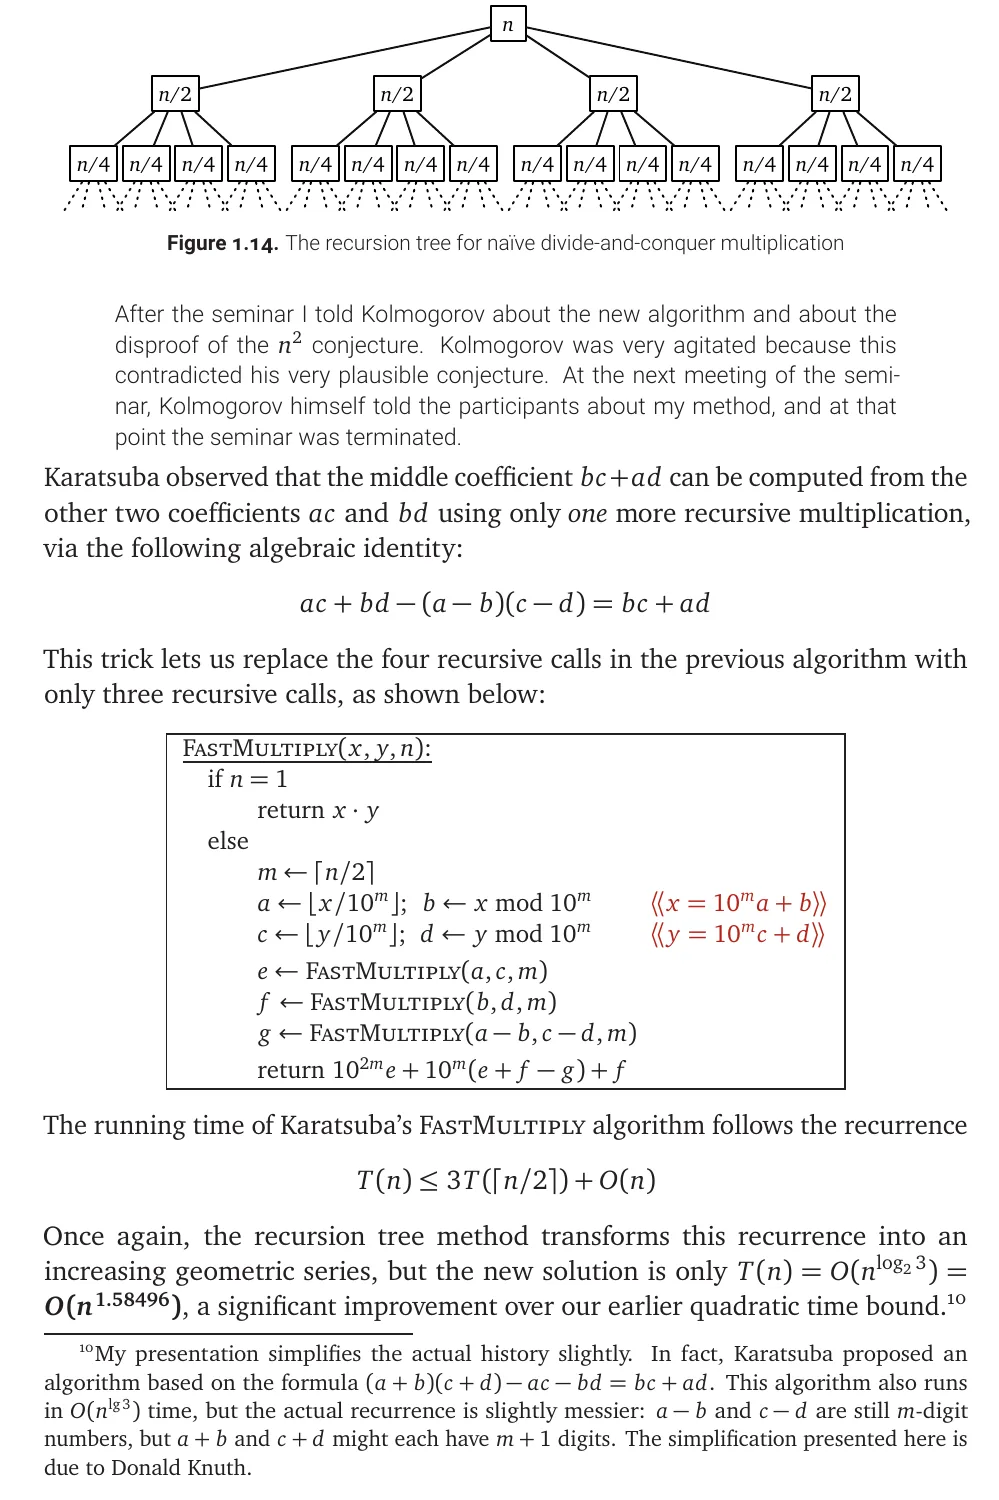 n
n/2 n/2 n/2 n/2
n/4 n/4 n/4 n/4 n/4 n/4 n/4 n/4 n/4 n/4 n/4 n/4 n/4 n/4 n/4 n/4
Figure 1.14. The recursion tree for naïve divide-and-conquer multiplication
After the seminar I told Kolmogorov about the new algorithm and about the
disproof of the n² conjecture. Kolmogorov was very agitated because this
contradicted his very plausible conjecture. At the next meeting of the semi-
nar, Kolmogorov himself told the participants about my method, and at that
point the seminar was terminated.
Karatsuba observed that the middle coefficient bc + ad can be computed from the
other two coefficients ac and bd using only one more recursive multiplication,
via the following algebraic identity:
ac + bd − (a − b)(c − d) = bc + ad
This trick lets us replace the four recursive calls in the previous algorithm with
only three recursive calls, as shown below:
FastMultiply(x, y, n):
if n = 1
return x · y
else
m ← ⌈n/2⌉
a ← ⌊x/10^m⌋; b ← x mod 10^m ⟨⟨x = 10^m a + b⟩⟩
c ← ⌊y/10^m⌋; d ← y mod 10^m ⟨⟨y = 10^m c + d⟩⟩
e ← FastMultiply(a, c, m)
f ← FastMultiply(b, d, m)
g ← FastMultiply(a − b, c − d, m)
return 10^{2m} e + 10^m (e + f − g) + f
The running time of Karatsuba's FastMultiply algorithm follows the recurrence
T(n) ≤ 3T(⌈n/2⌉) + O(n)
Once again, the recursion tree method transforms this recurrence into an
increasing geometric series, but the new solution is only T(n) = O(n^{log₂ 3}) =
O(n^{1.58496}), a significant improvement over our earlier quadratic time bound.¹⁰
¹⁰My presentation simplifies the actual history slightly. In fact, Karatsuba proposed an
algorithm based on the formula (a + b)(c + d) − ac − bd = bc + ad. This algorithm also runs
in O(n^{lg 3}) time, but the actual recurrence is slightly messier: a − b and c − d are still m-digit
numbers, but a + b and c + d might each have m + 1 digits. The simplification presented here is
due to Donald Knuth.